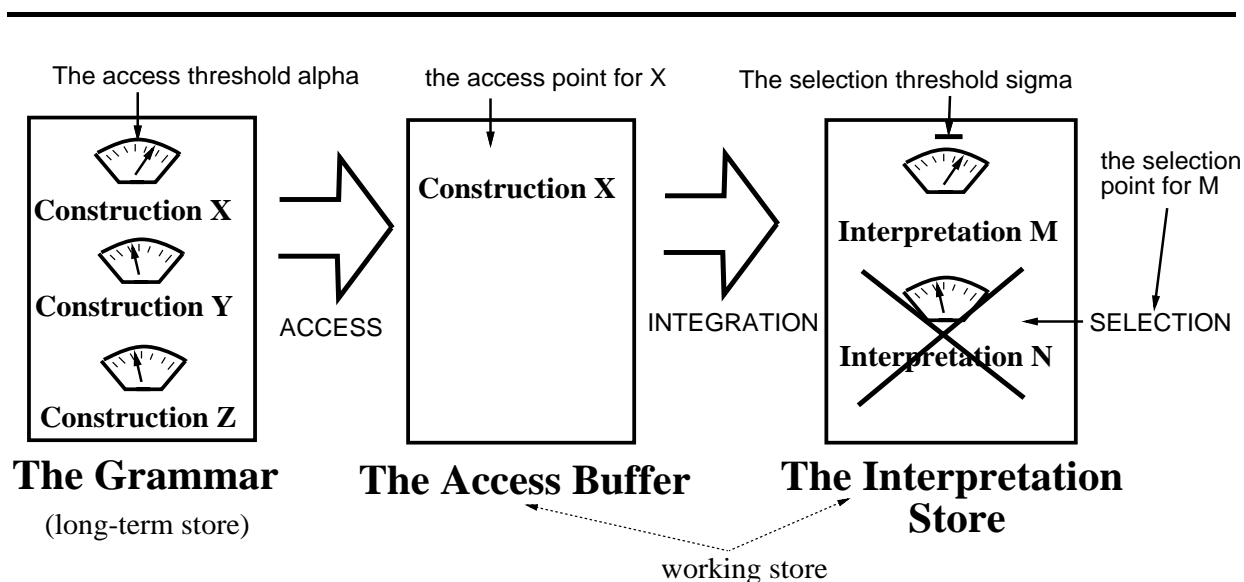 The access threshold alpha
the access point for X
The selection threshold sigma
the selection
point for M
Construction X
Construction Y
Construction Z
ACCESS
Construction X
INTEGRATION
Interpretation M
Interpretation N
SELECTION
The Grammar
(long-term store)
The Access Buffer
The Interpretation
Store
working store